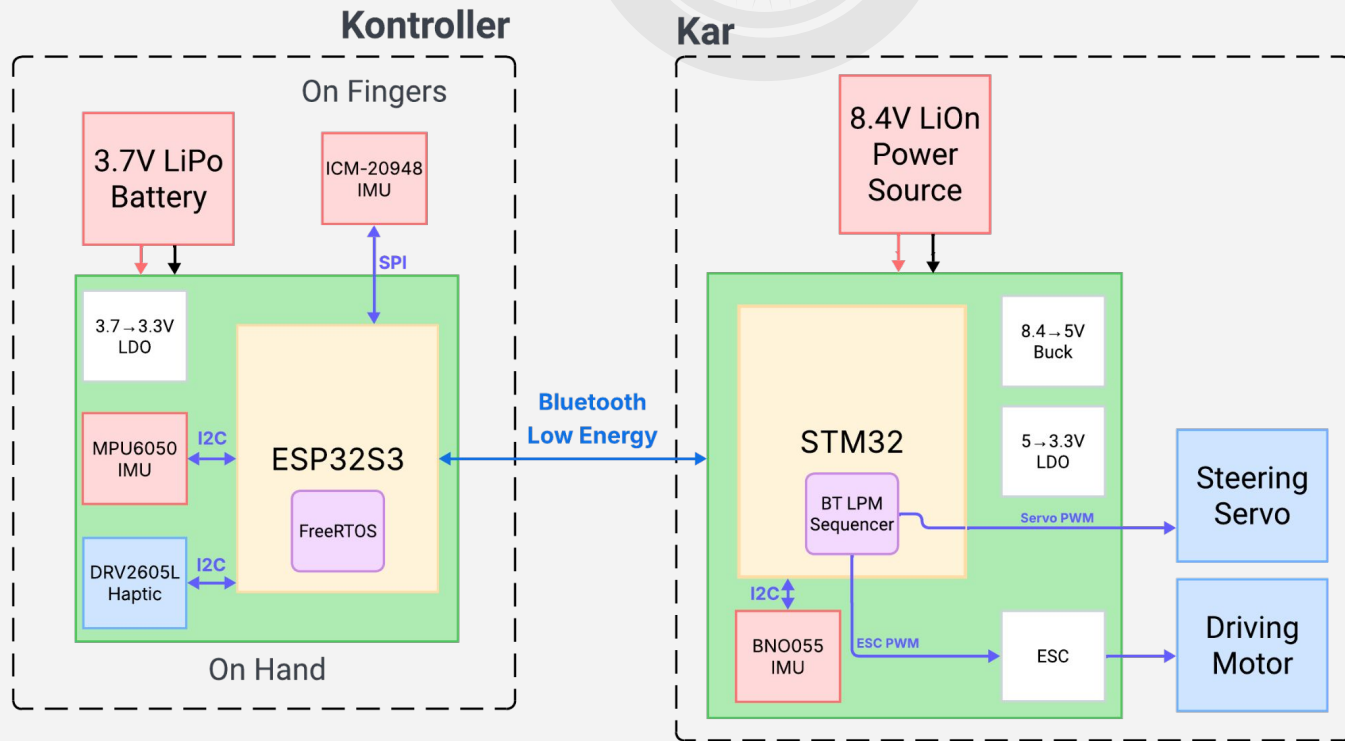 Kontroller
On Fingers
3.7V LiPo
Battery
ICM-20948
IMU
SPI
3.7→3.3V
LDO
MPU6050
IMU
I2C
DRV2605L
Haptic
I2C
ESP32S3
FreeRTOS
On Hand
Bluetooth
Low Energy
Kar
8.4V LiOn
Power
Source
STM32
BT LPM
Sequencer
8.4→5V
Buck
5→3.3V
LDO
Servo PWM
Steering
Servo
I2C
BNO055
IMU
ESC PWM
ESC
Driving
Motor